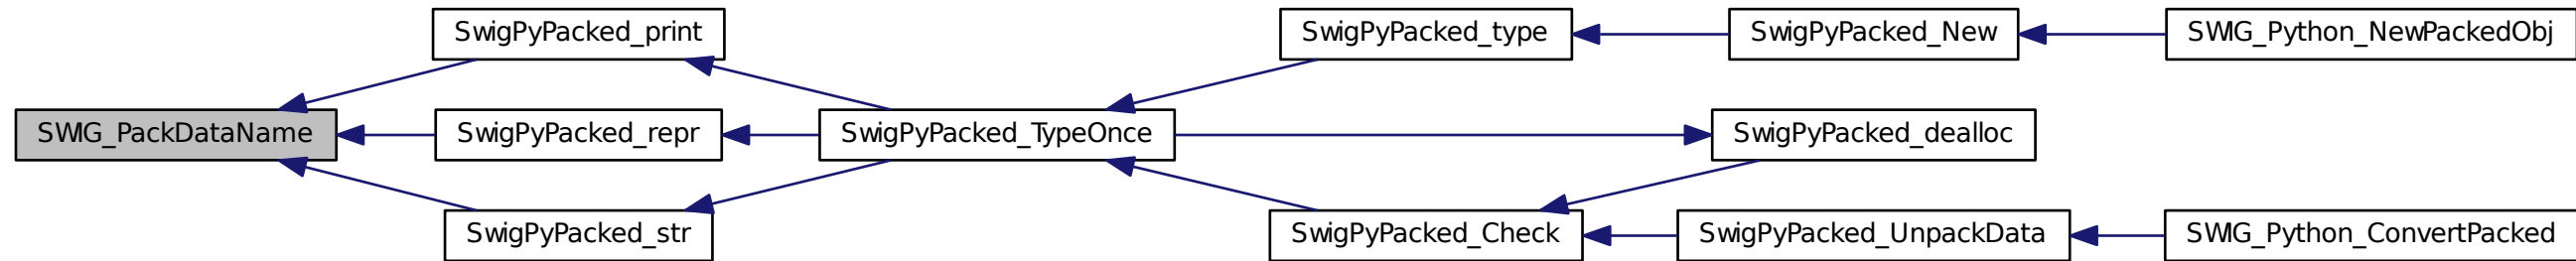 SwigPyPacked_print
SwigPyPacked_type
SwigPyPacked_New
SWIG_Python_NewPackedObj
SWIG_PackDataName
SwigPyPacked_repr
SwigPyPacked_TypeOnce
SwigPyPacked_dealloc
SwigPyPacked_str
SwigPyPacked_Check
SwigPyPacked_UnpackData
SWIG_Python_ConvertPacked